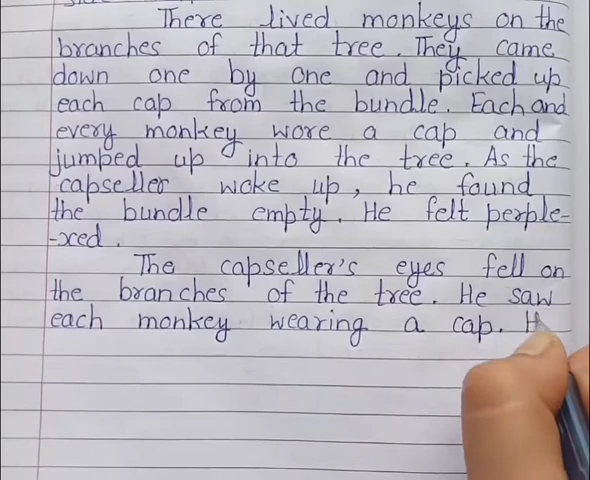 There lived monkeys on the
branches of that tree. They came
down one by one and picked up
each cap from the bundle. Each and
every monkey wore a cap and
jumped up into the tree. As the
capseller woke up, he found
the bundle empty. He felt perple-
-xed.
The capseller's eyes fell on
the branches of the tree. He saw
each monkey wearing a cap. H